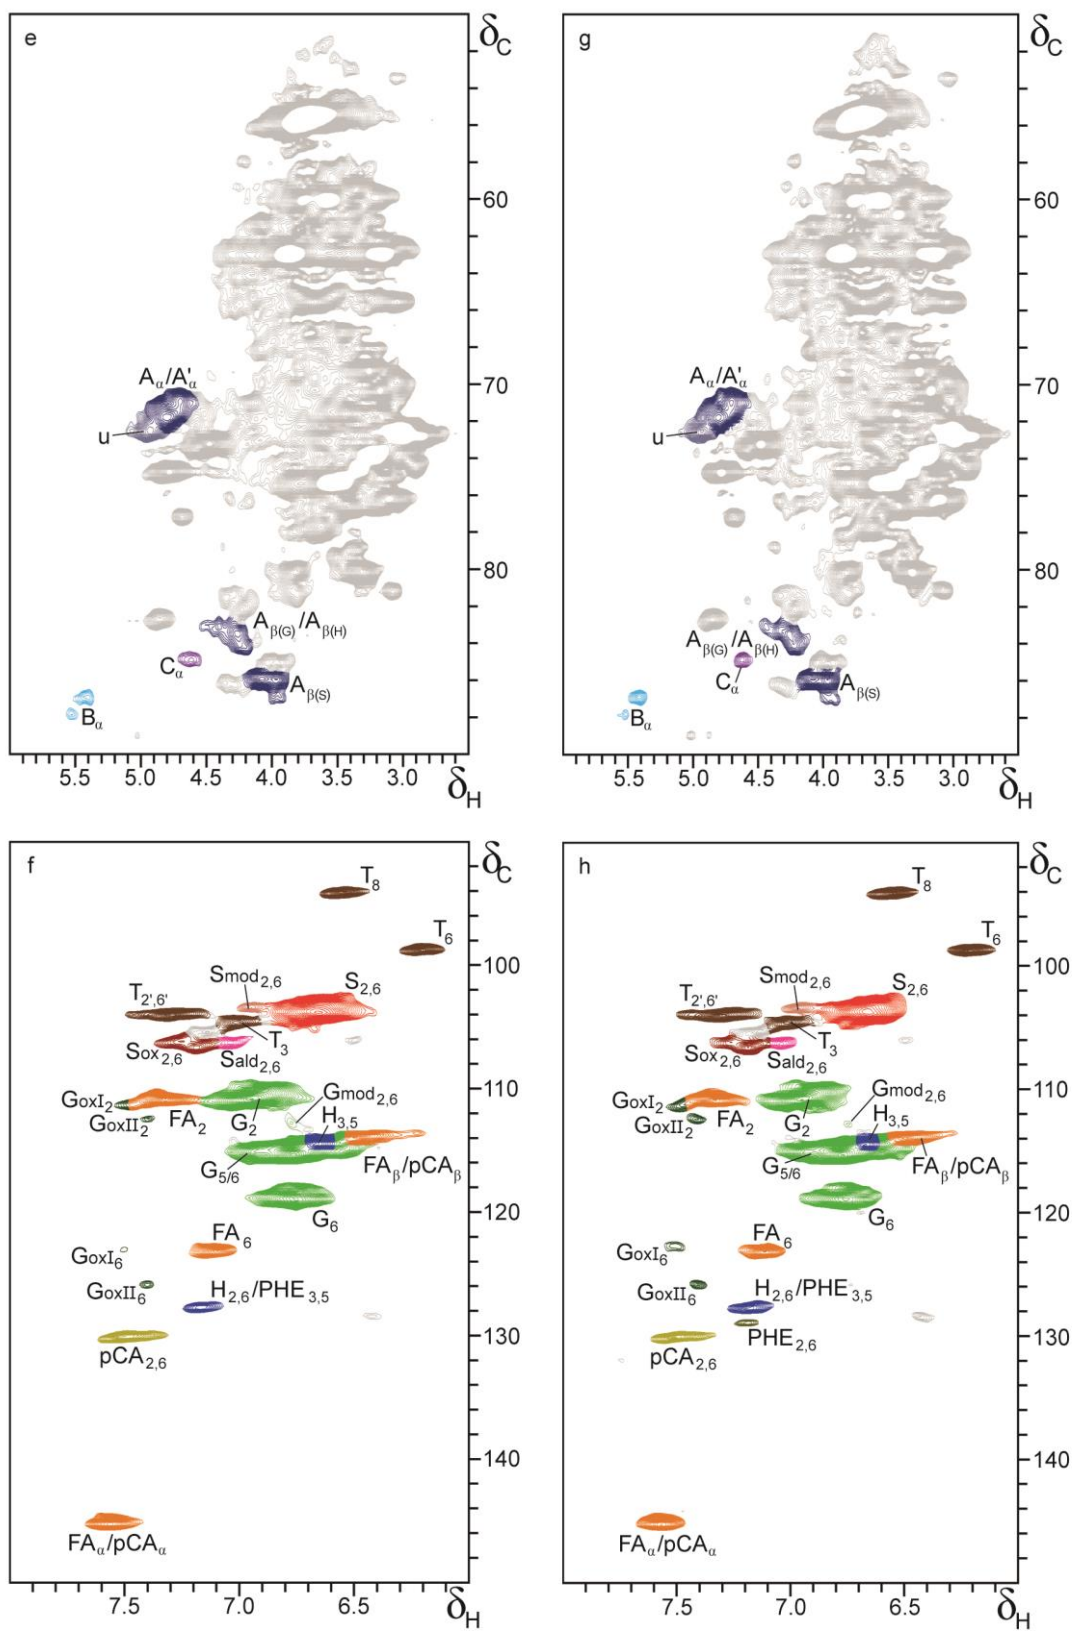 e
δC
60
70
80
Aα/A'α
u
Aβ(G)/Aβ(H)
Cα
Aβ(S)
Bα
5.5 5.0 4.5 4.0 3.5 3.0
δH
g
δC
60
70
80
Aα/A'α
u
Aβ(G)/Aβ(H)
Cα
Aβ(S)
Bα
5.5 5.0 4.5 4.0 3.5 3.0
δH
f
δC
T8
T6
100
Smod2,6
S2,6
T2',6'
T3
Sox2,6
Sald2,6
110
GoxI2
FA2
GoxII2
G2
Gmod2,6
H3,5
G5/6
FAβ/pCAβ
120
G6
FA6
GoxI6
GoxII6
H2,6/PHE3,5
130
pCA2,6
140
FAα/pCAα
7.5 7.0 6.5
δH
h
δC
T8
T6
100
Smod2,6
S2,6
T2',6'
T3
Sox2,6
Sald2,6
110
GoxI2
FA2
GoxII2
G2
Gmod2,6
H3,5
G5/6
FAβ/pCAβ
120
G6
FA6
GoxI6
GoxII6
H2,6/PHE3,5
PHE2,6
130
pCA2,6
140
FAα/pCAα
7.5 7.0 6.5
δH